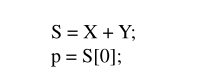 S = X + Y;
p = S[0];